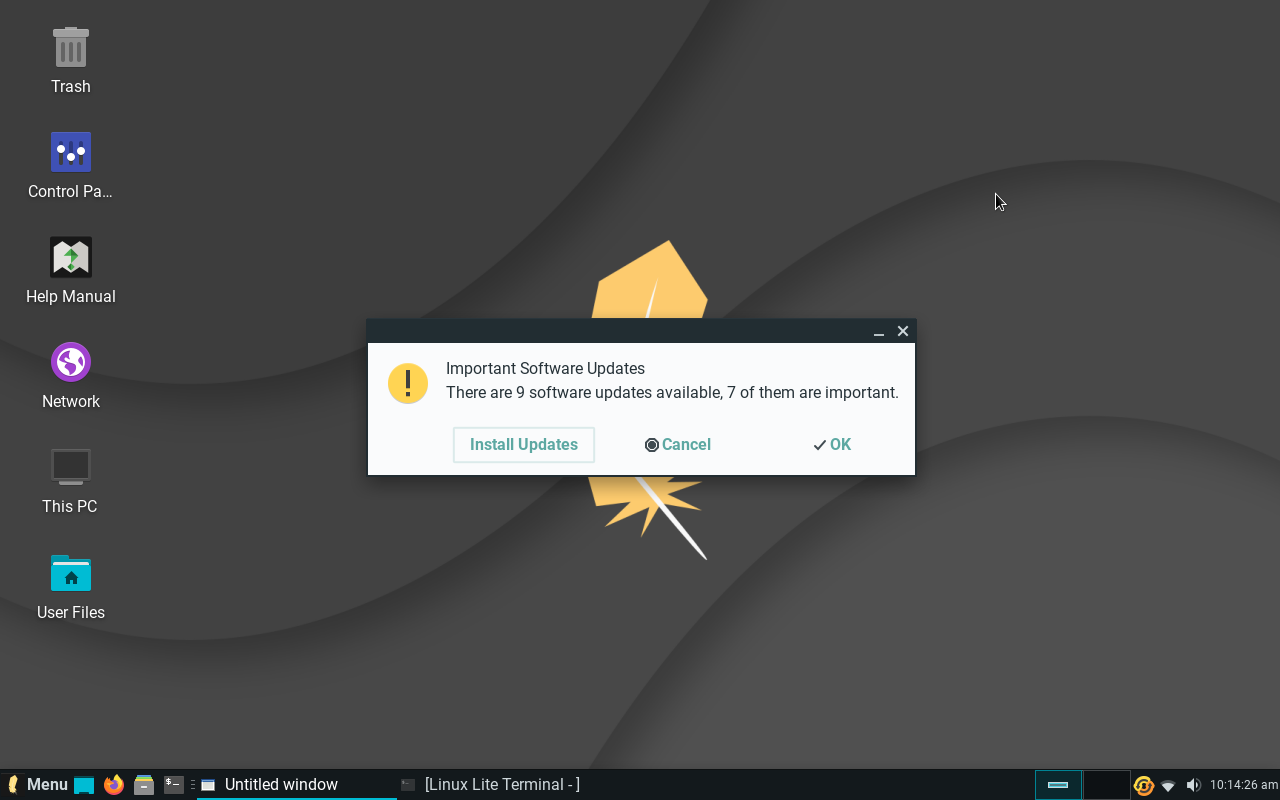 Trash
Control Pa...
Help Manual
Network
This PC
User Files
Important Software Updates
There are 9 software updates available, 7 of them are important.
Install Updates
Cancel
OK
Menu
Untitled window
[Linux Lite Terminal - ]
10:14:26 am